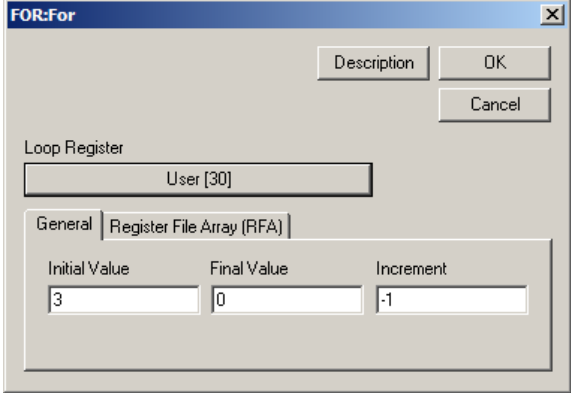 FOR:For
Description
OK
Cancel
Loop Register
User [30]
General
Register File Array (RFA)
Initial Value
Final Value
Increment
3
0
-1